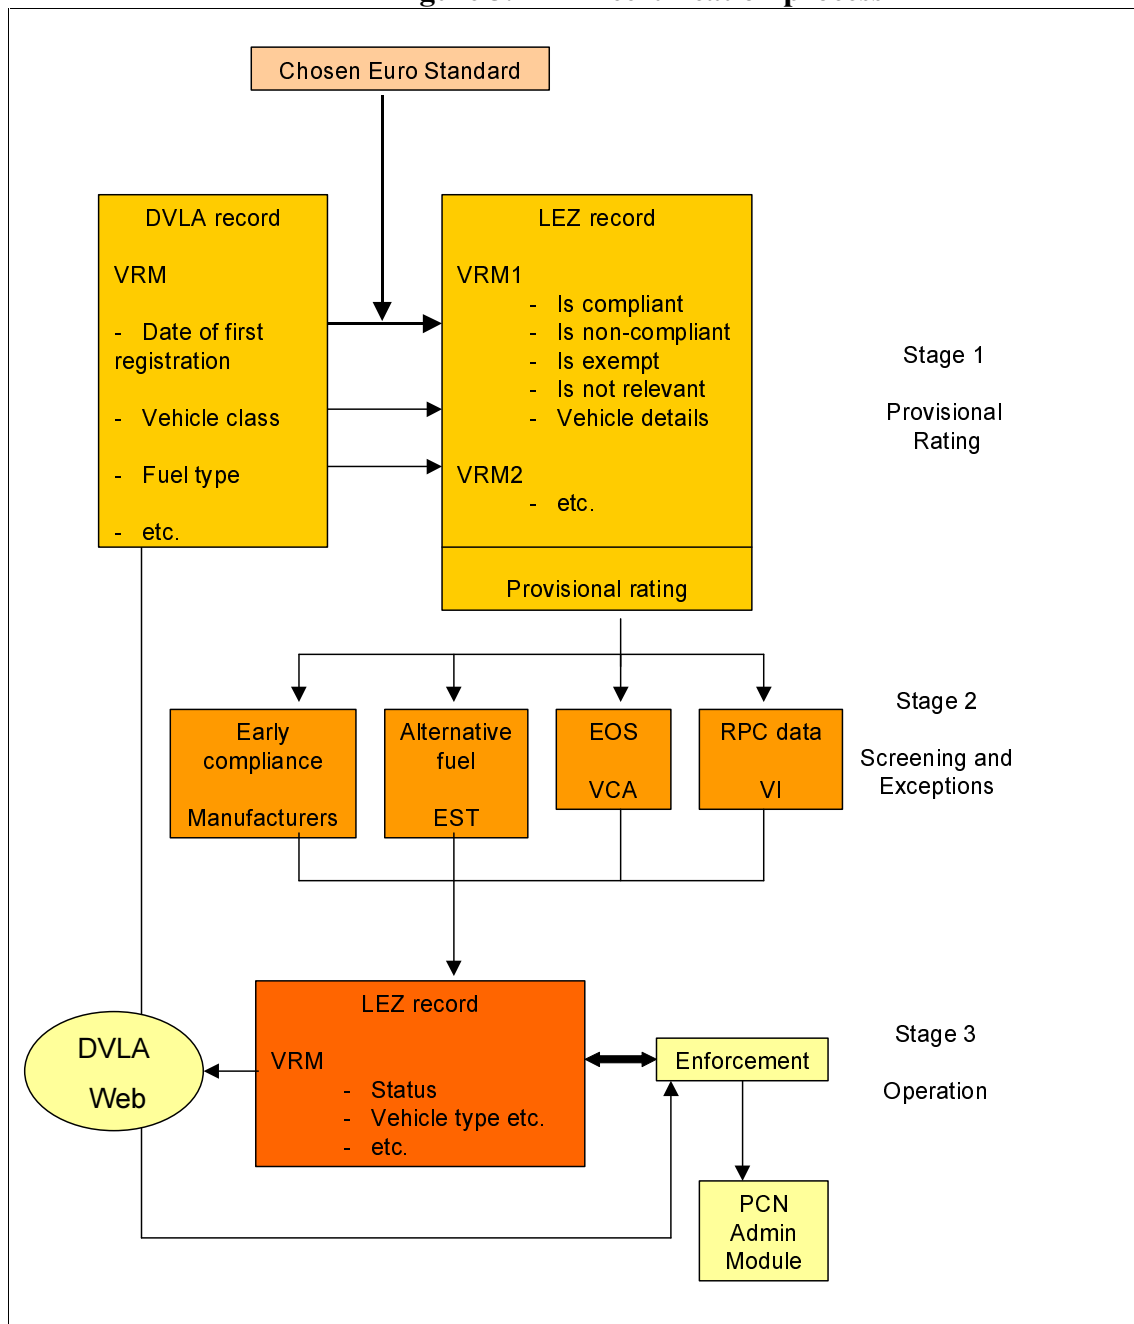 process
Chosen Euro Standard
DVLA record
VRM
- Date of first
registration
- Vehicle class
- Fuel type
- etc.
LEZ record
VRM1
- Is compliant
- Is non-compliant
- Is exempt
- Is not relevant
- Vehicle details
VRM2
- etc.
Provisional rating
Stage 1
Provisional
Rating
Early
compliance
Manufacturers
Alternative
fuel
EST
EOS
VCA
RPC data
VI
Stage 2
Screening and
Exceptions
DVLA
Web
LEZ record
VRM
- Status
- Vehicle type etc.
- etc.
Enforcement
PCN
Admin
Module
Stage 3
Operation